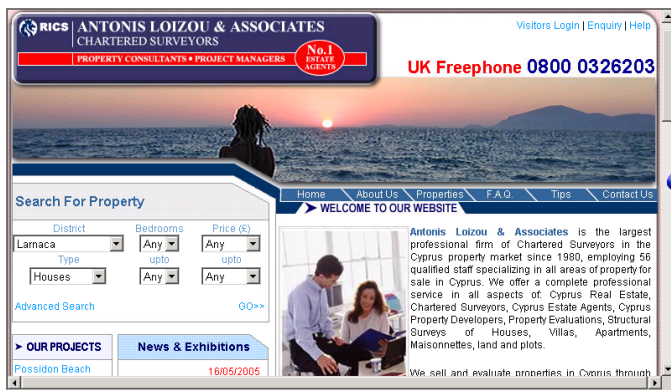 Visitors Login | Enquiry | Help
RICS
ANTONIS LOIZOU & ASSOCIATES
CHARTERED SURVEYORS
PROPERTY CONSULTANTS • PROJECT MANAGERS
No.1
ESTATE
AGENTS
UK Freephone 0800 0326203
Home About Us Properties F.A.Q. Tips Contact Us
WELCOME TO OUR WEBSITE
Search For Property
District Bedrooms Price (£)
Larnaca Any Any
Type upto upto
Houses Any Any
Advanced Search GO>>
OUR PROJECTS
Possidon Beach
News & Exhibitions
16/05/2005
Antonis Loizou & Associates is the largest
professional firm of Chartered Surveyors in the
Cyprus property market since 1980, employing 56
qualified staff specializing in all areas of property for
sale in Cyprus. We offer a complete professional
service in all aspects of: Cyprus Real Estate,
Chartered Surveyors, Cyprus Estate Agents, Cyprus
Property Developers, Property Evaluations, Structural
Surveys of Houses, Villas, Apartments,
Maisonnettes, land and plots.
We sell and evaluate properties in Cyprus through